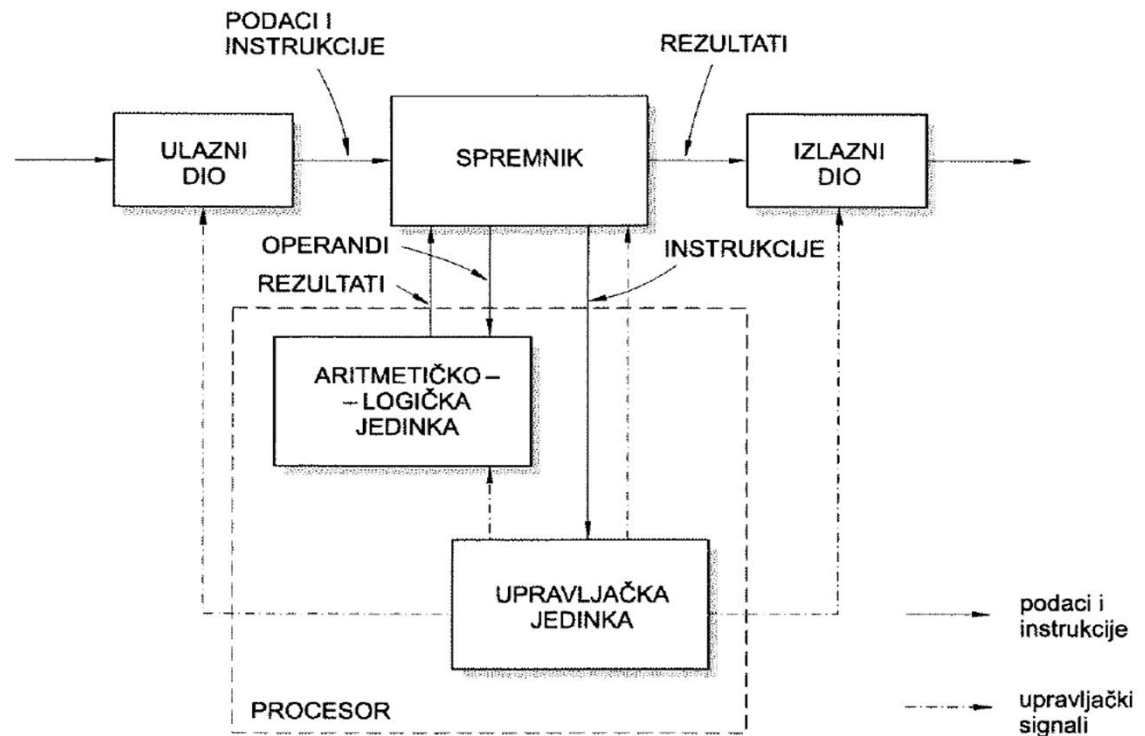 PODACI I
INSTRUKCIJE
REZULTATI
ULAZNI
DIO
SPREMNIK
IZLAZNI
DIO
OPERANDI
INSTRUKCIJE
REZULTATI
ARITMETIČKO –
– LOGIČKA
JEDINKA
UPRAVLJAČKA
JEDINKA
podaci i
instrukcije
PROCESOR
upravljački
signali